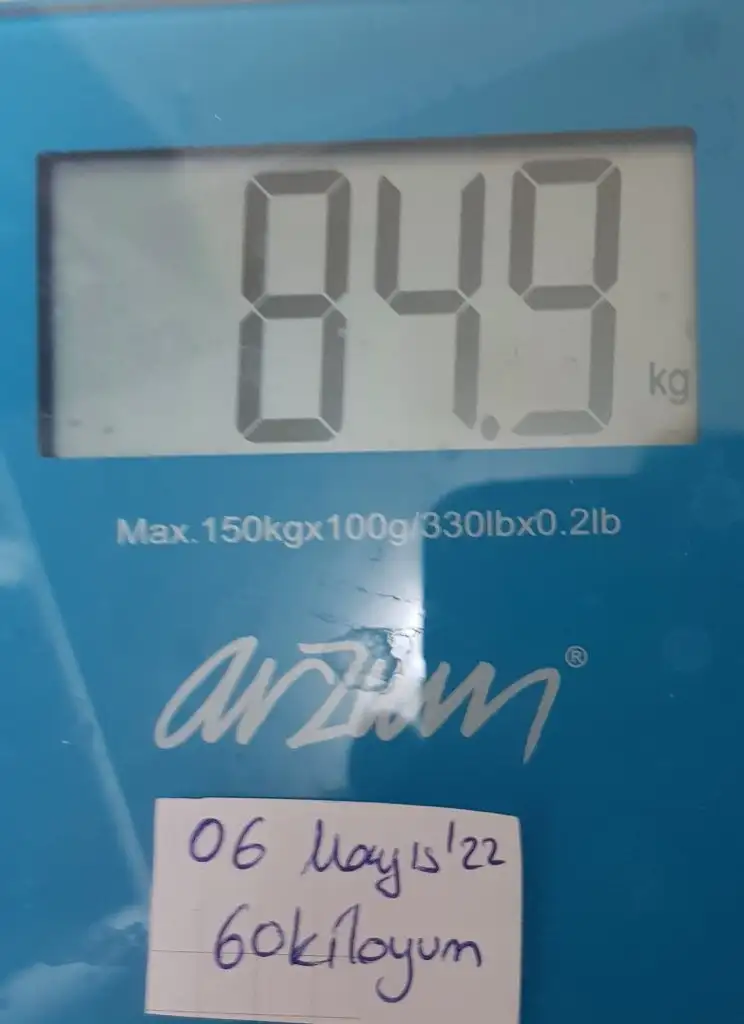 84.9 kg
Max.150kgx100g/330lbx0.2lb
arzum®
06 Mayıs'22
60kiloyum